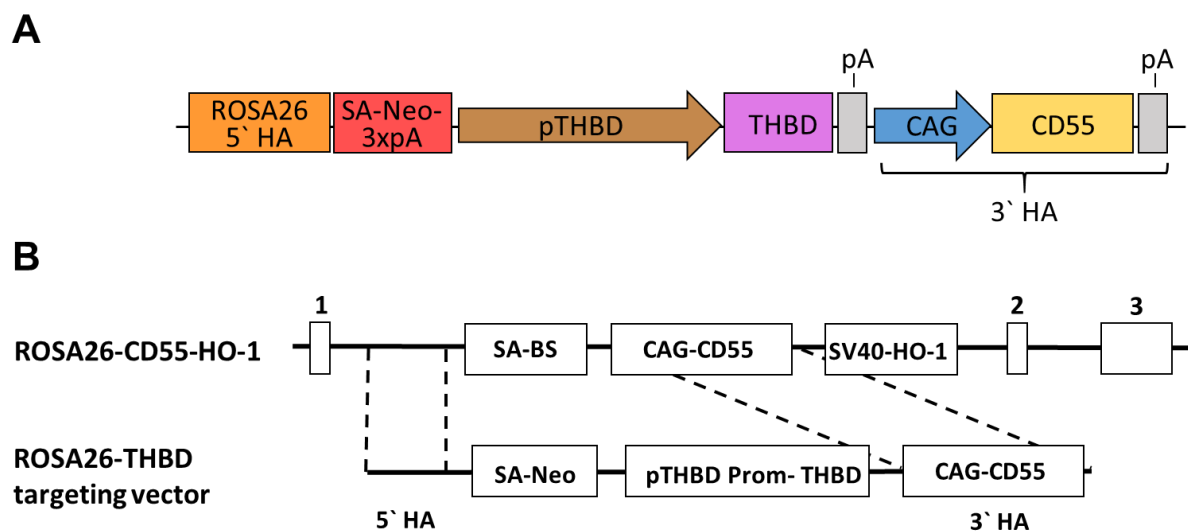 A
pA
pA
ROSA26
5` HA
SA-Neo-
3xpA
pTHBD
THBD
CAG
CD55
3` HA
B
1
2
3
ROSA26-CD55-HO-1
SA-BS
CAG-CD55
SV40-HO-1
ROSA26-THBD
targeting vector
SA-Neo
pTHBD Prom- THBD
CAG-CD55
5` HA
3` HA